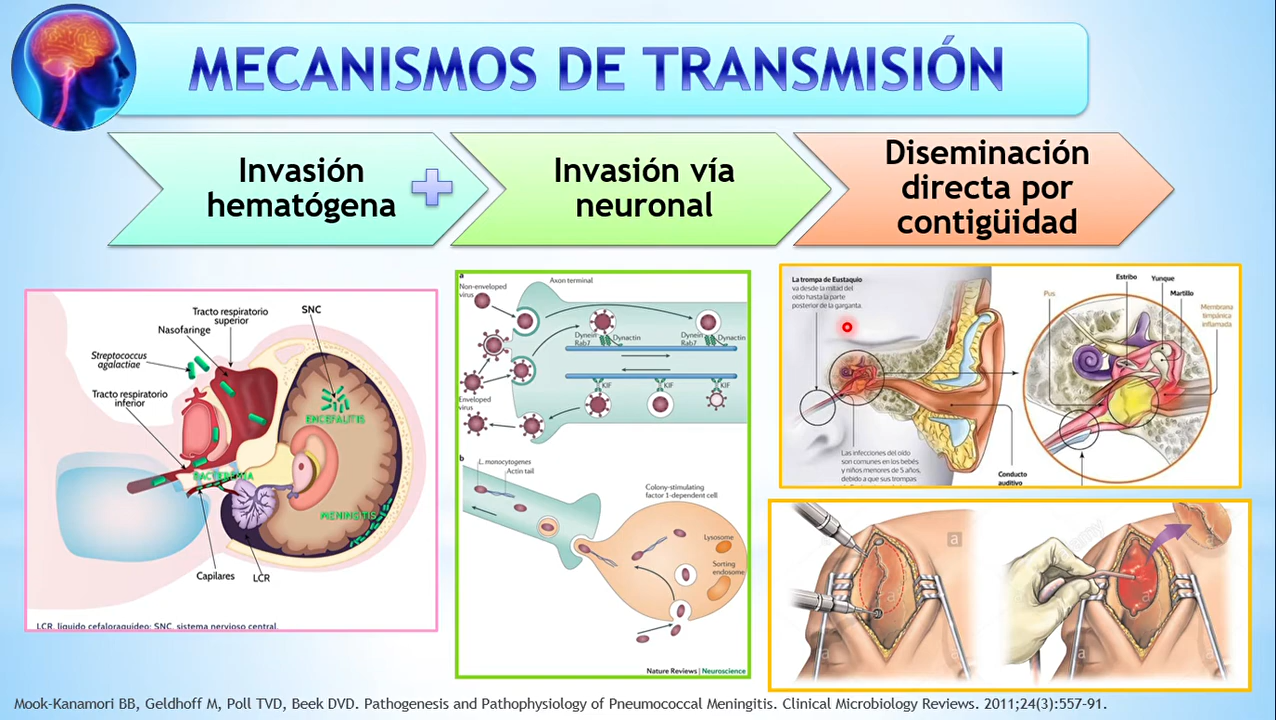 MECANISMOS DE TRANSMISIÓN
Invasión
hematógena
Invasión vía
neuronal
Diseminación
directa por
contigüidad
Tracto respiratorio
superior
SNC
Nasofaringe
Streptococcus
agalactiae
Tracto respiratorio
inferior
ENCEFALITIS
BACTEREMIA
MENINGITIS
Capilares
LCR
LCR, líquido cefalorraquídeo; SNC, sistema nervioso central.
a
Non-enveloped
virus
Axon terminal
Dynein
Rab7
Dynactin
Dynein
Rab7
Dynactin
KIF
KIF
Enveloped
virus
b
L. monocytogenes
Actin tail
Colony-stimulating
factor 1-dependent cell
Lysosome
Sorting
endosome
Nature Reviews | Neuroscience
La trompa de Eustaquio
va desde la mitad del
oído hasta la parte
posterior de la garganta.
Las infecciones del oído
son comunes en los bebés
y niños menores de 5 años,
debido a que sus trompas
Conducto
auditivo
Estribo
Yunque
Martillo
Pus
Membrana
timpánica
inflamada
a
a
a
a
Mook-Kanamori BB, Geldhoff M, Poll TVD, Beek DVD. Pathogenesis and Pathophysiology of Pneumococcal Meningitis. Clinical Microbiology Reviews. 2011;24(3):557–91.